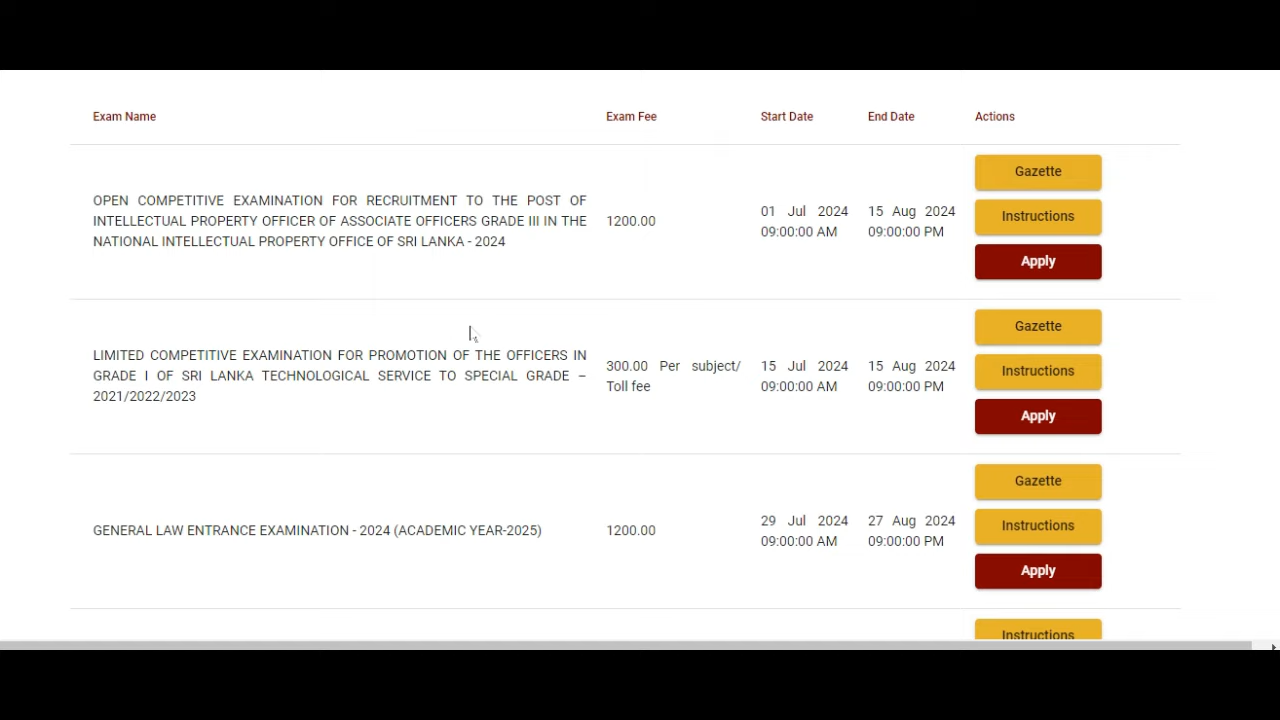 Exam Name Exam Fee Start Date End Date Actions
OPEN COMPETITIVE EXAMINATION FOR RECRUITMENT TO THE POST OF
INTELLECTUAL PROPERTY OFFICER OF ASSOCIATE OFFICERS GRADE III IN THE
NATIONAL INTELLECTUAL PROPERTY OFFICE OF SRI LANKA - 2024
1200.00
01 Jul 2024
09:00:00 AM
15 Aug 2024
09:00:00 PM
Gazette
Instructions
Apply
LIMITED COMPETITIVE EXAMINATION FOR PROMOTION OF THE OFFICERS IN
GRADE I OF SRI LANKA TECHNOLOGICAL SERVICE TO SPECIAL GRADE –
2021/2022/2023
300.00 Per subject/
Toll fee
15 Jul 2024
09:00:00 AM
15 Aug 2024
09:00:00 PM
Gazette
Instructions
Apply
GENERAL LAW ENTRANCE EXAMINATION - 2024 (ACADEMIC YEAR-2025)
1200.00
29 Jul 2024
09:00:00 AM
27 Aug 2024
09:00:00 PM
Gazette
Instructions
Apply
Instructions